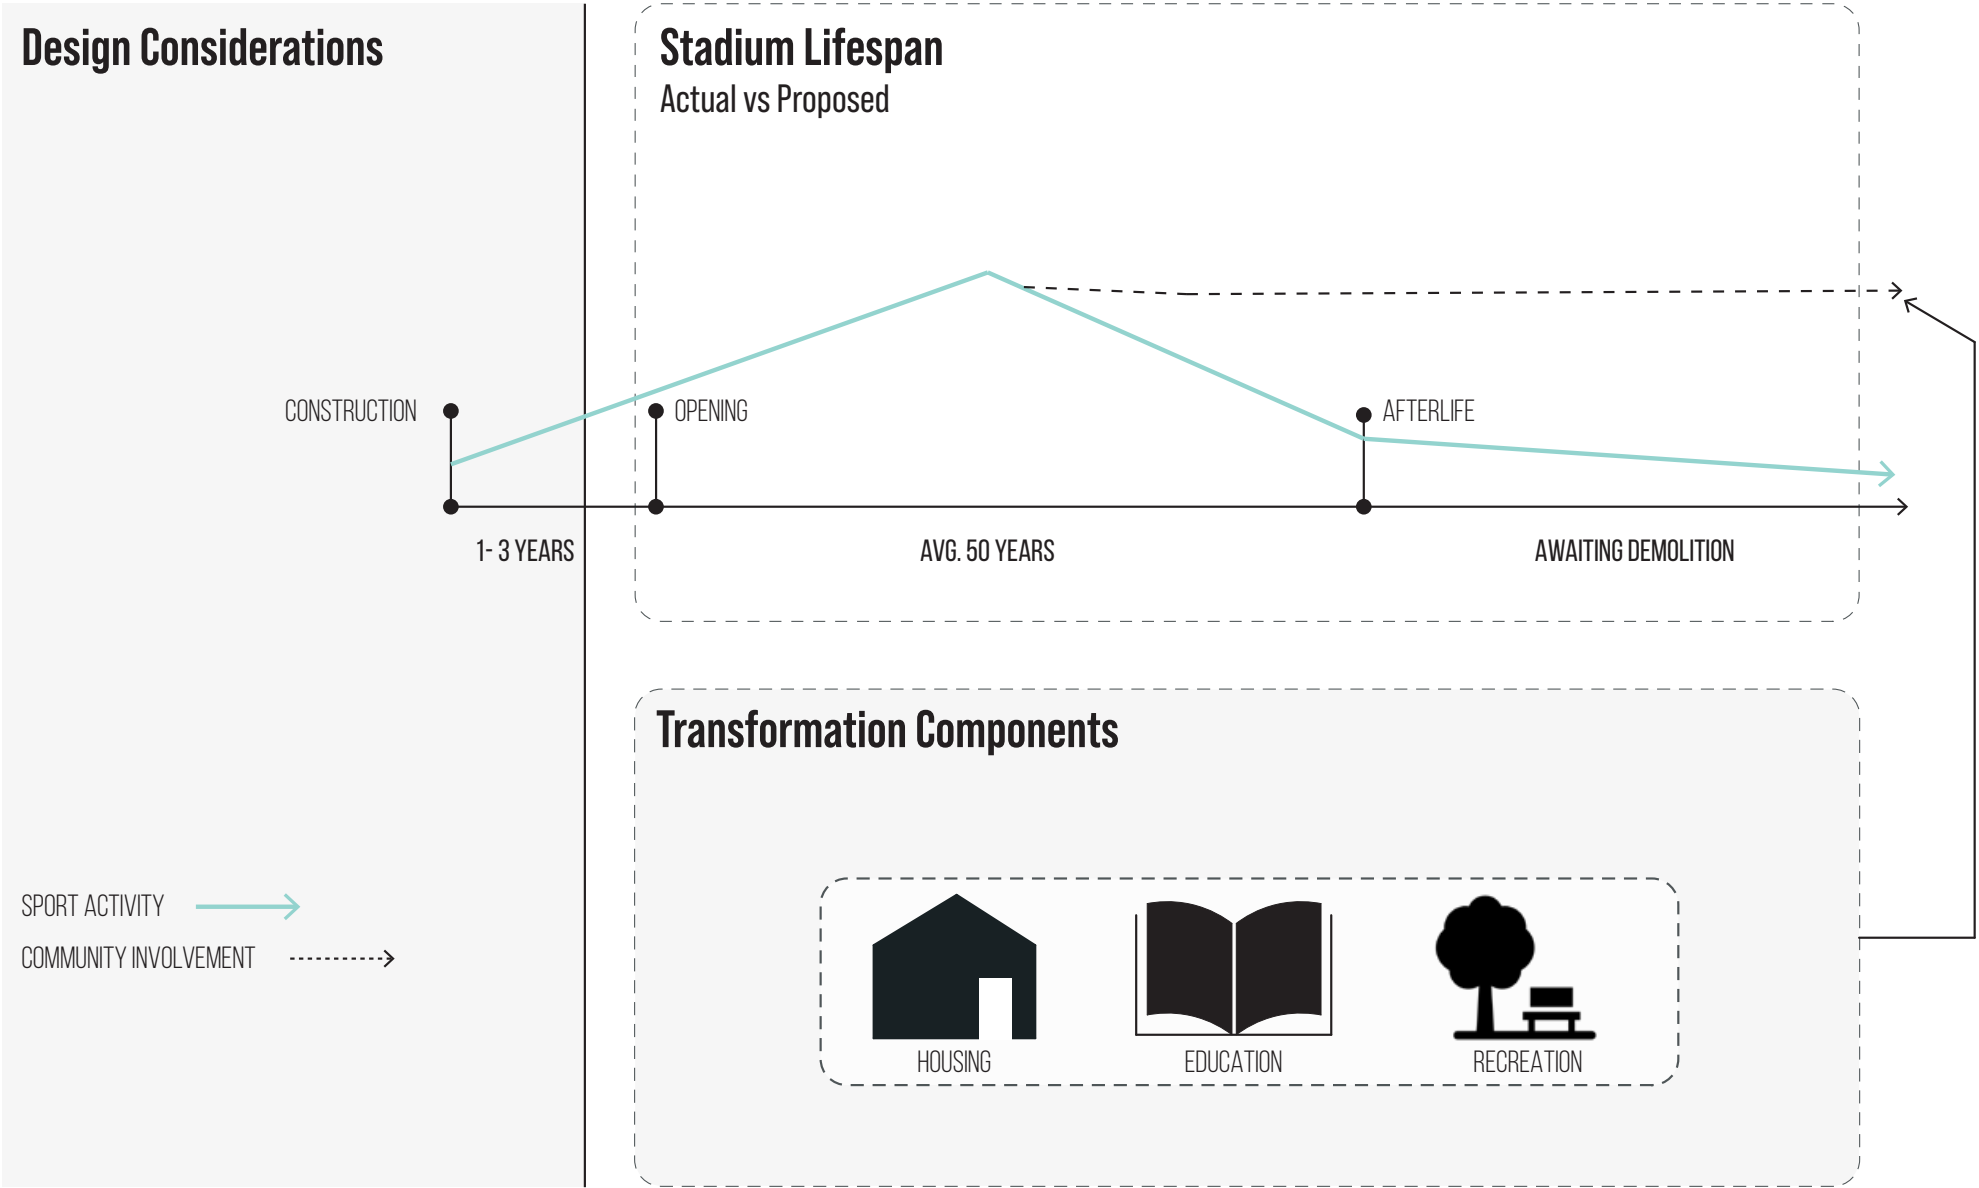 Design Considerations
Stadium Lifespan
Actual vs Proposed
CONSTRUCTION
OPENING
AFTERLIFE
1- 3 YEARS
AVG. 50 YEARS
AWAITING DEMOLITION
Transformation Components
SPORT ACTIVITY
COMMUNITY INVOLVEMENT
HOUSING
EDUCATION
RECREATION